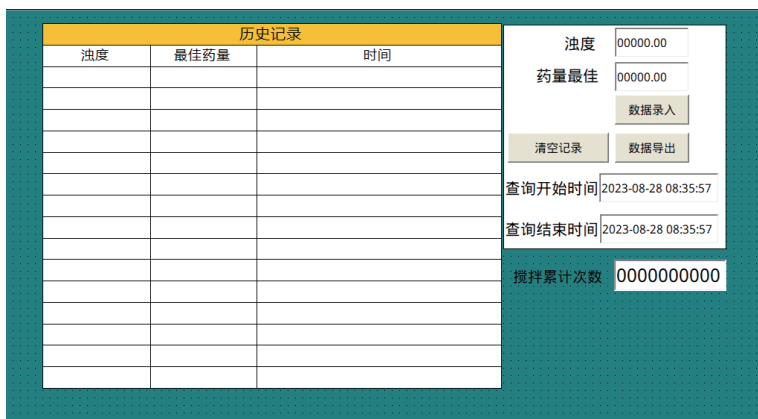 历史记录
浊度 最佳药量 时间
浊度 00000.00
药量最佳 00000.00
数据录入
清空记录 数据导出
查询开始时间 2023-08-28 08:35:57
查询结束时间 2023-08-28 08:35:57
搅拌累计次数 0000000000